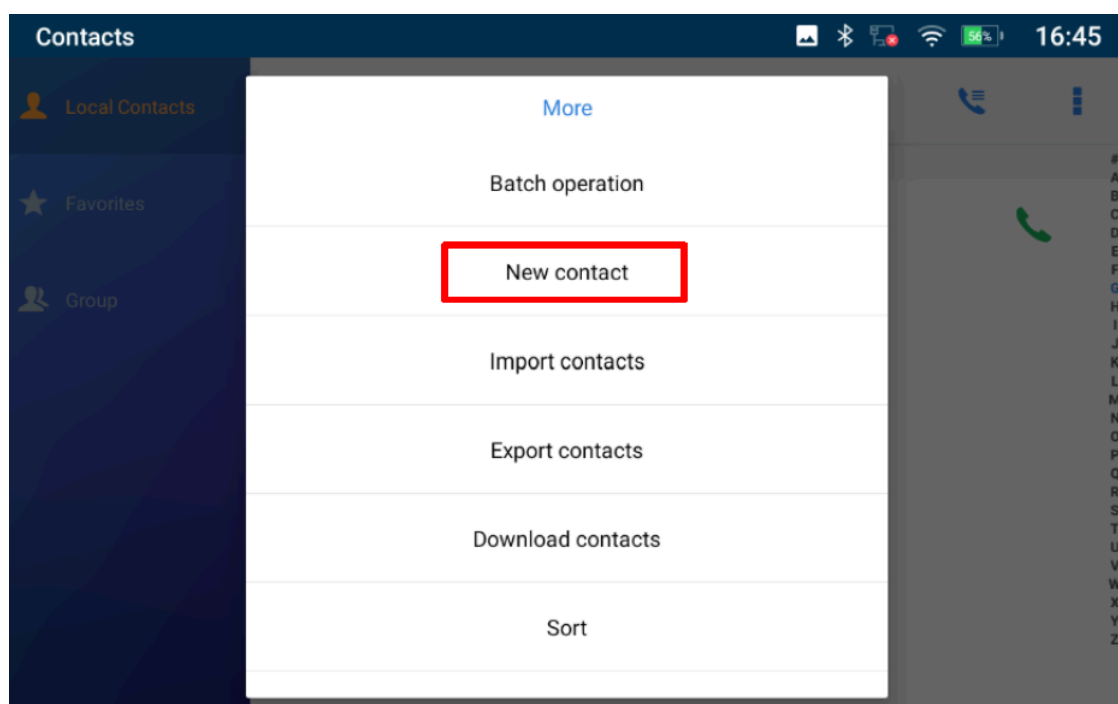 Contacts
56%
16:45
Local Contacts
Favorites
Group
More
Batch operation
New contact
Import contacts
Export contacts
Download contacts
Sort
#
A
B
C
D
E
F
G
H
I
J
K
L
M
N
O
P
Q
R
S
T
U
V
W
X
Y
Z